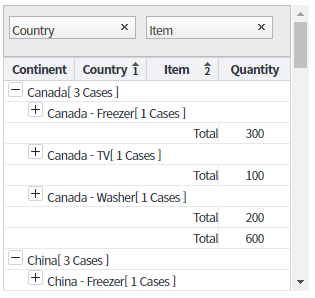 Country × Item ×
Continent Country 1 Item 2 Quantity
Canada[ 3 Cases ]
Canada - Freezer[ 1 Cases ]
Total 300
Canada - TV[ 1 Cases ]
Total 100
Canada - Washer[ 1 Cases ]
Total 200
Total 600
China[ 3 Cases ]
China - Freezer[ 1 Cases ]